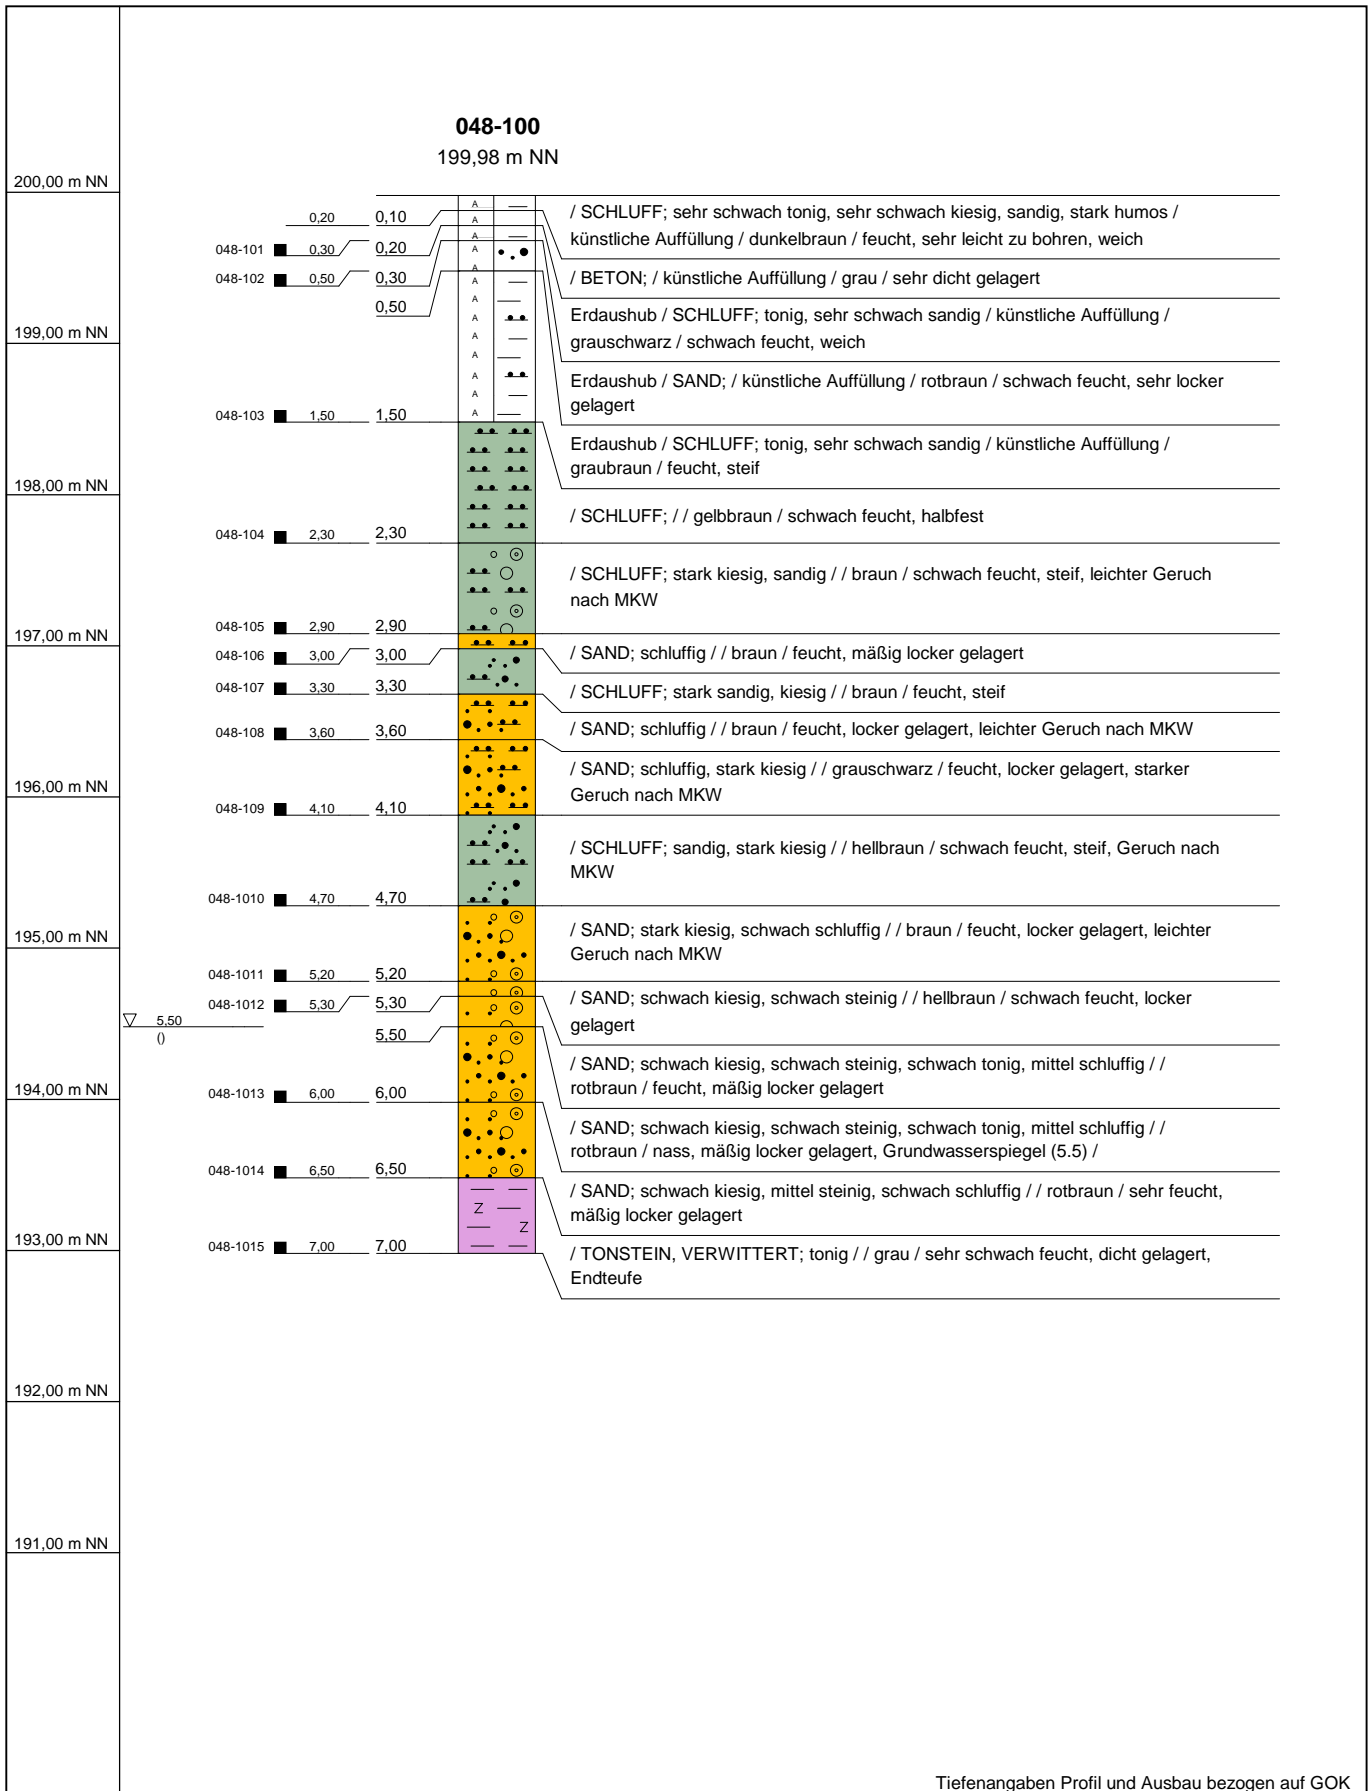 048-100
199,98 m NN
200,00 m NN
0,20 0,10
/ SCHLUFF; sehr schwach tonig, sehr schwach kiesig, sandig, stark humos /
künstliche Auffüllung / dunkelbraun / feucht, sehr leicht zu bohren, weich
048-101 0,30 0,20
048-102 0,50 0,30
/ BETON; / künstliche Auffüllung / grau / sehr dicht gelagert
0,50
Erdaushub / SCHLUFF; tonig, sehr schwach sandig / künstliche Auffüllung /
grauschwarz / schwach feucht, weich
199,00 m NN
Erdaushub / SAND; / künstliche Auffüllung / rotbraun / schwach feucht, sehr locker
gelagert
048-103 1,50 1,50
Erdaushub / SCHLUFF; tonig, sehr schwach sandig / künstliche Auffüllung /
graubraun / feucht, steif
198,00 m NN
/ SCHLUFF; / / gelbbraun / schwach feucht, halbfest
048-104 2,30 2,30
/ SCHLUFF; stark kiesig, sandig / / braun / schwach feucht, steif, leichter Geruch
nach MKW
048-105 2,90 2,90
197,00 m NN
048-106 3,00 3,00
/ SAND; schluffig / / braun / feucht, mäßig locker gelagert
048-107 3,30 3,30
/ SCHLUFF; stark sandig, kiesig / / braun / feucht, steif
048-108 3,60 3,60
/ SAND; schluffig / / braun / feucht, locker gelagert, leichter Geruch nach MKW
/ SAND; schluffig, stark kiesig / / grauschwarz / feucht, locker gelagert, starker
Geruch nach MKW
196,00 m NN
048-109 4,10 4,10
/ SCHLUFF; sandig, stark kiesig / / hellbraun / schwach feucht, steif, Geruch nach
MKW
048-1010 4,70 4,70
195,00 m NN
/ SAND; stark kiesig, schwach schluffig / / braun / feucht, locker gelagert, leichter
Geruch nach MKW
048-1011 5,20 5,20
048-1012 5,30 5,30
/ SAND; schwach kiesig, schwach steinig / / hellbraun / schwach feucht, locker
gelagert
5,50
()
5,50
/ SAND; schwach kiesig, schwach steinig, schwach tonig, mittel schluffig / /
rotbraun / feucht, mäßig locker gelagert
194,00 m NN
048-1013 6,00 6,00
/ SAND; schwach kiesig, schwach steinig, schwach tonig, mittel schluffig / /
rotbraun / nass, mäßig locker gelagert, Grundwasserspiegel (5.5) /
048-1014 6,50 6,50
/ SAND; schwach kiesig, mittel steinig, schwach schluffig / / rotbraun / sehr feucht,
mäßig locker gelagert
193,00 m NN
048-1015 7,00 7,00
/ TONSTEIN, VERWITTERT; tonig / / grau / sehr schwach feucht, dicht gelagert,
Endteufe
192,00 m NN
191,00 m NN
A
A
A
A
A
A
A
A
A
A
A
A
A
Z
Z
Tiefenangaben Profil und Ausbau bezogen auf GOK